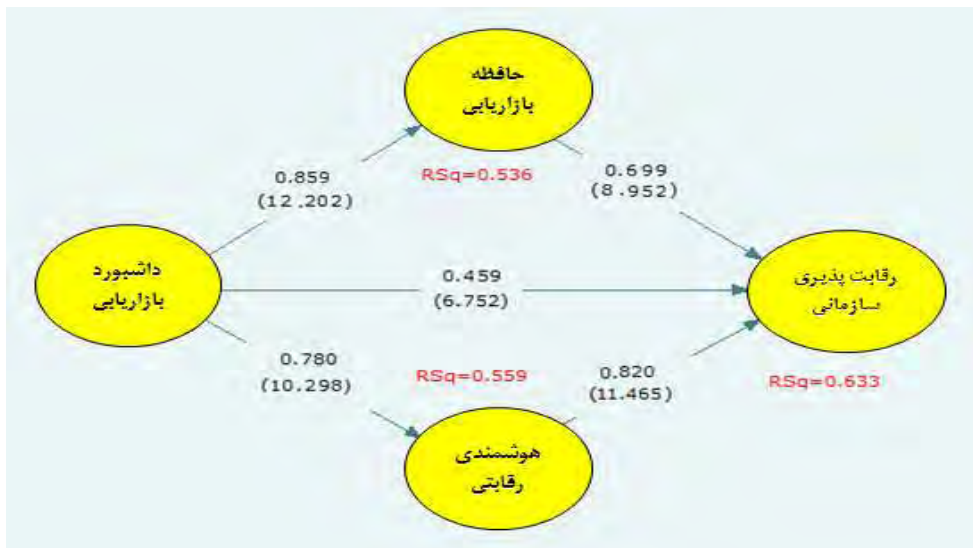 حافظه
بازاریابی
0.859
(12.202)
RSq=0.536
0.699
(8.952)
داشبورد
بازاریابی
0.459
(6.752)
رقابت پذیری
سازمانی
0.780
(10.298)
RSq=0.559
0.820
(11.465)
RSq=0.633
هوشمندی
رقابتی